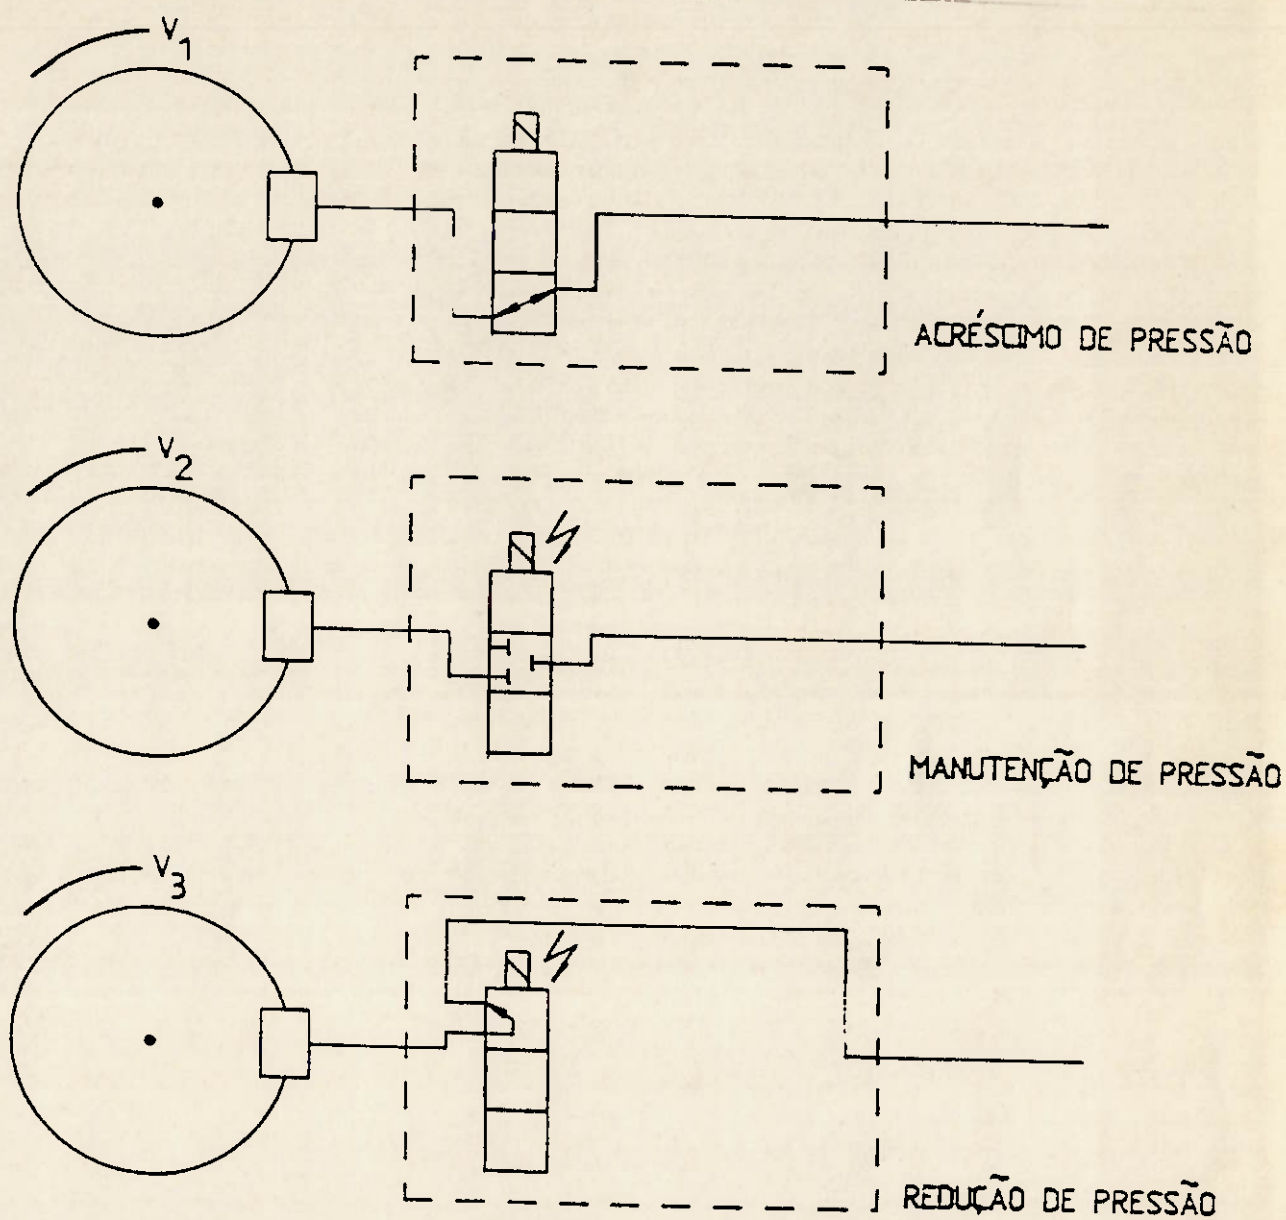 V1
ACRÉSCIMO DE PRESSÃO
V2
MANUTENÇÃO DE PRESSÃO
V3
REDUÇÃO DE PRESSÃO